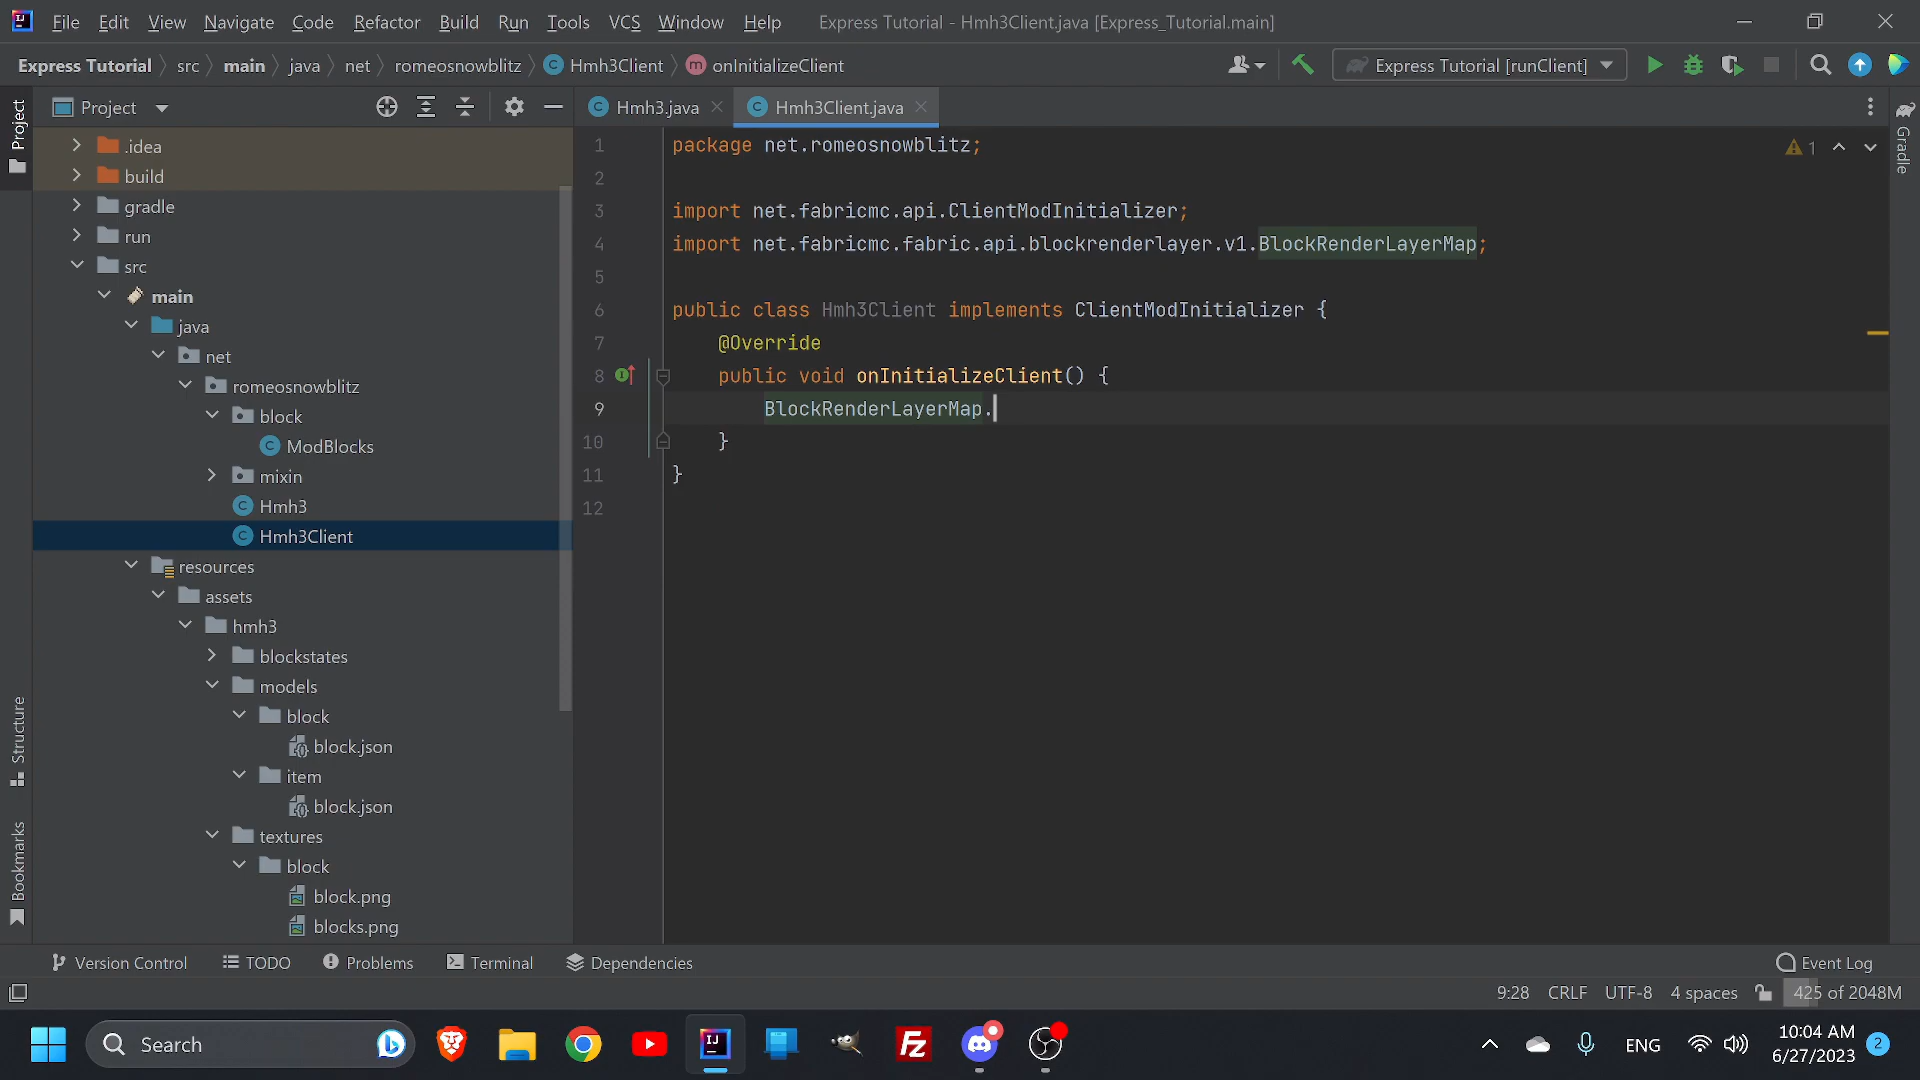 File Edit View Navigate Code Refactor Build Run Tools VCS Window Help Express Tutorial - Hmh3Client.java [Express_Tutorial.main]
Express Tutorial src main java net romeosnowblitz Hmh3Client onInitializeClient Express Tutorial [runClient]
Project
Hmh3.java Hmh3Client.java
.idea
build
gradle
run
src
main
java
net
romeosnowblitz
block
ModBlocks
mixin
Hmh3
Hmh3Client
resources
assets
hmh3
blockstates
models
block
block.json
item
block.json
textures
block
block.png
blocks.png
1 package net.romeosnowblitz;
2
3 import net.fabricmc.api.ClientModInitializer;
4 import net.fabricmc.fabric.api.blockrenderlayer.v1.BlockRenderLayerMap;
5
6 public class Hmh3Client implements ClientModInitializer {
7 @Override
8 public void onInitializeClient() {
9 BlockRenderLayerMap.
10 }
11 }
12
1
Project
Structure
Bookmarks
Gradle
Version Control TODO Problems Terminal Dependencies Event Log
9:28 CRLF UTF-8 4 spaces 425 of 2048M
Search
ENG
10:04 AM
6/27/2023
2